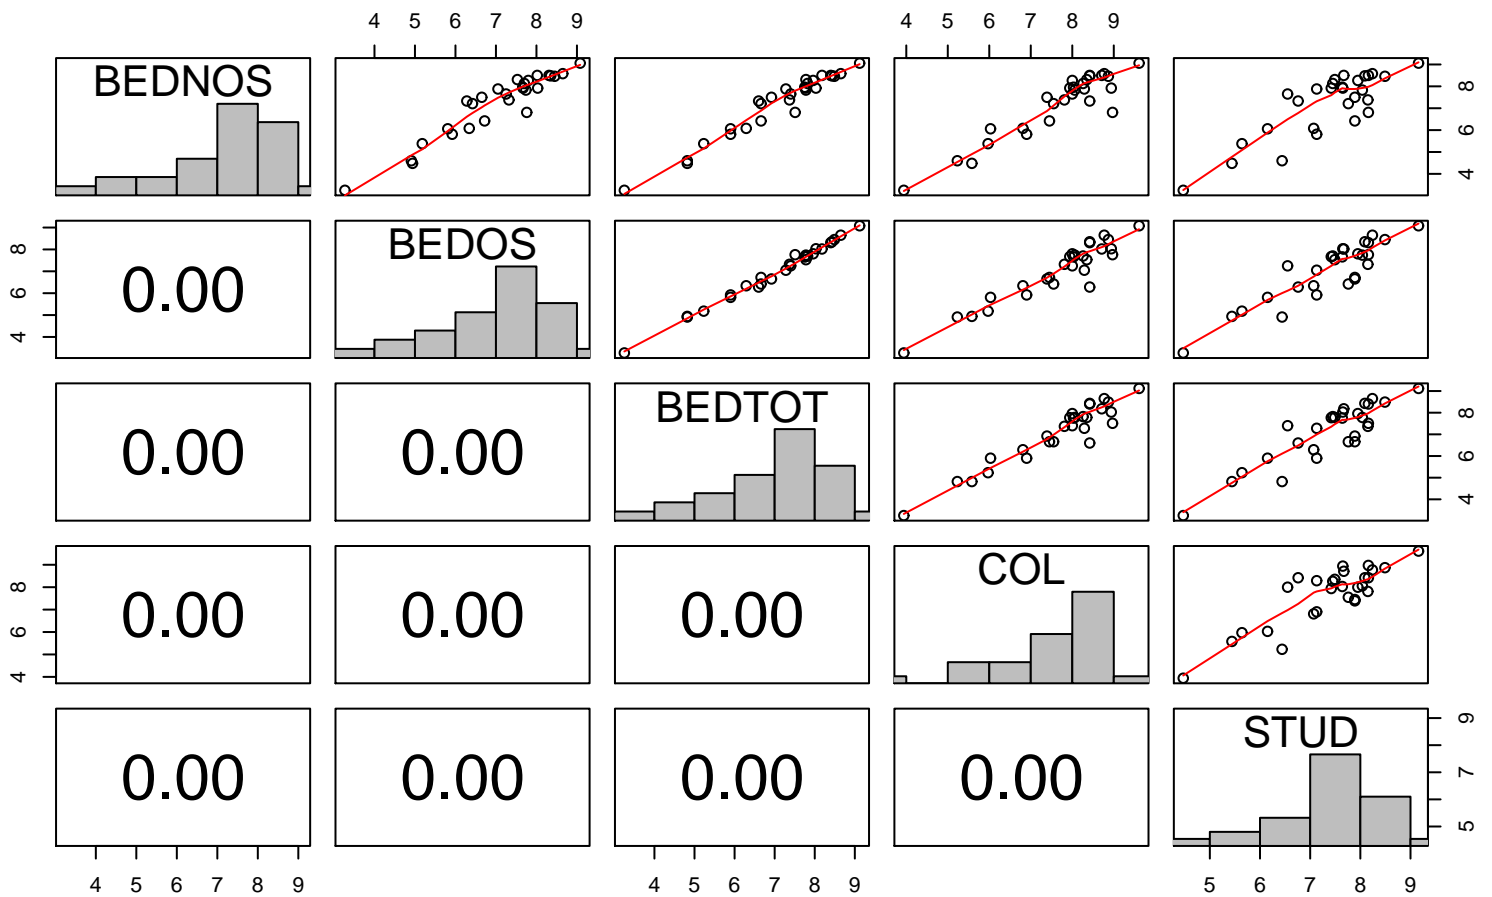 4 5 6 7 8 9 4 5 6 7 8 9
BEDNOS
4 6 8
4 6 8
0.00
BEDOS
0.00 0.00
BEDTOT
4 6 8
4 6 8
0.00 0.00 0.00
COL
0.00 0.00 0.00 0.00
STUD
5 7 9
4 5 6 7 8 9 4 5 6 7 8 9 5 6 7 8 9